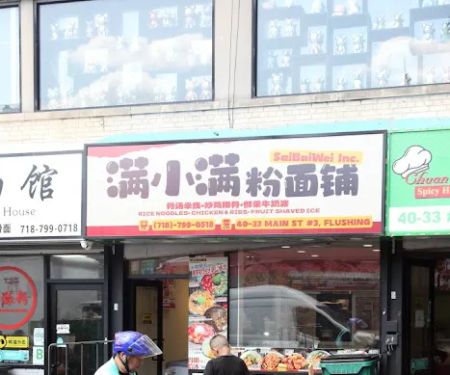 馆
House
718-799-0718
满小满粉面铺
SaiBaiWei Inc.
RICE NOODLES·CHICKEN & RIBS·FRUIT SHAVED ICE
(718)-799-0518
40-33 MAIN ST #3, FLUSHING
Chuan
Spicy H
40-33
B